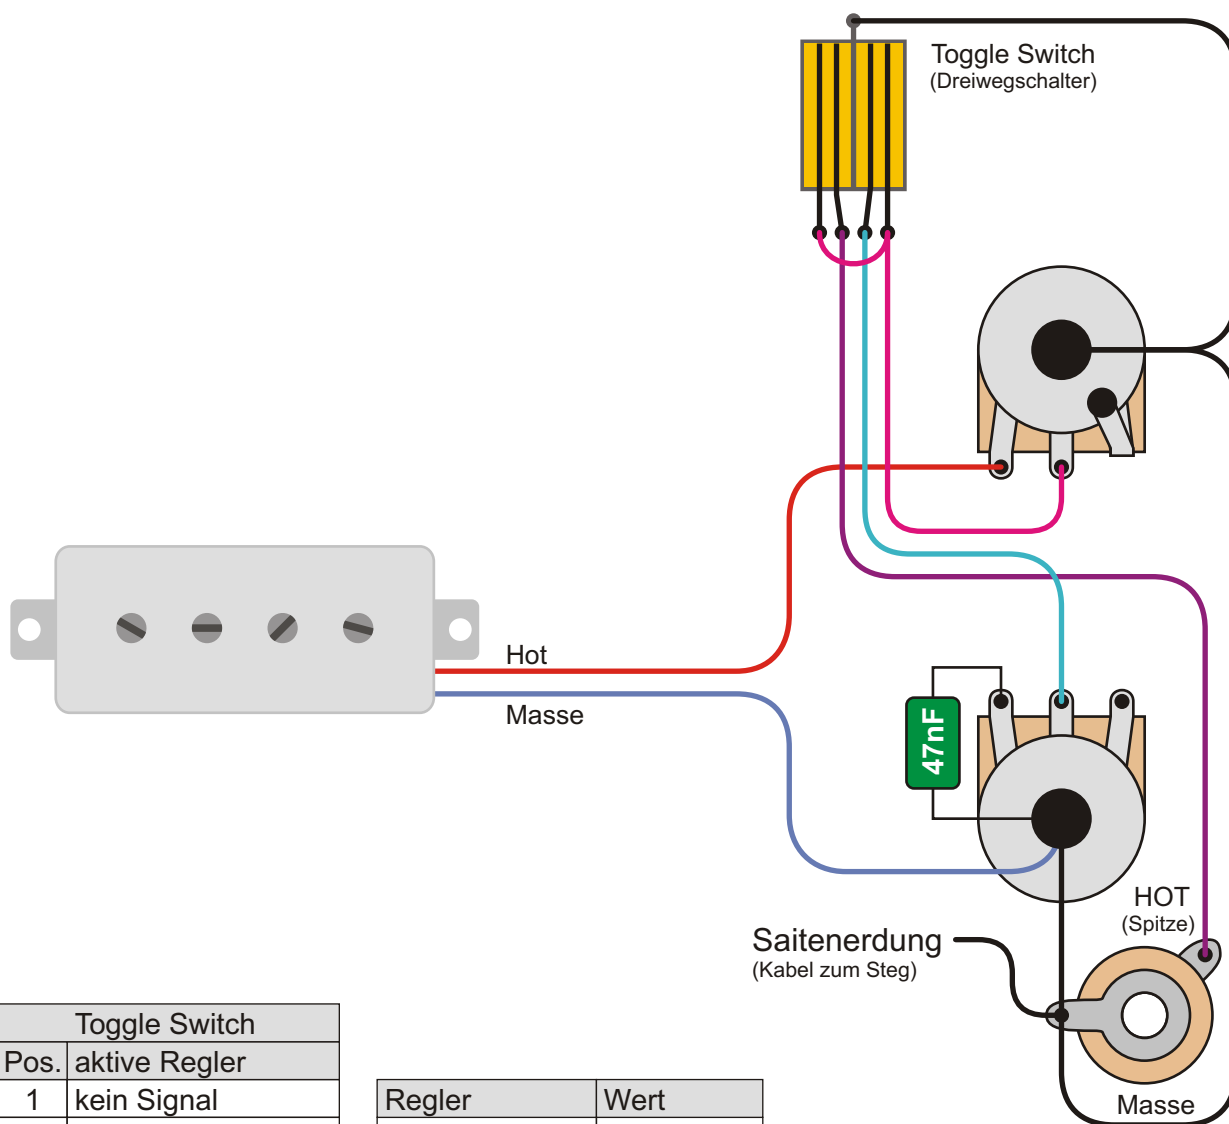 Toggle Switch
(Dreiwegschalter)
Hot
Masse
47nF
HOT
(Spitze)
Saitenerdung
(Kabel zum Steg)
Masse
Toggle Switch
Pos. aktive Regler
1 kein Signal
Regler Wert